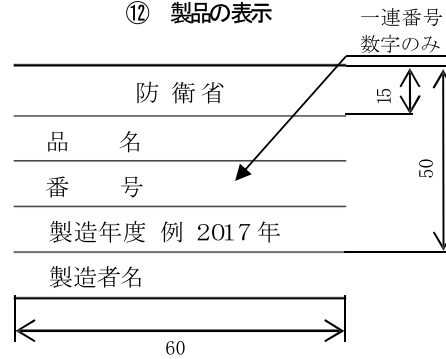 ⑫ 製品の表示
一連番号
数字のみ
防衛省
15
品 名
50
番 号
製造年度 例 2017年
製造者名
60